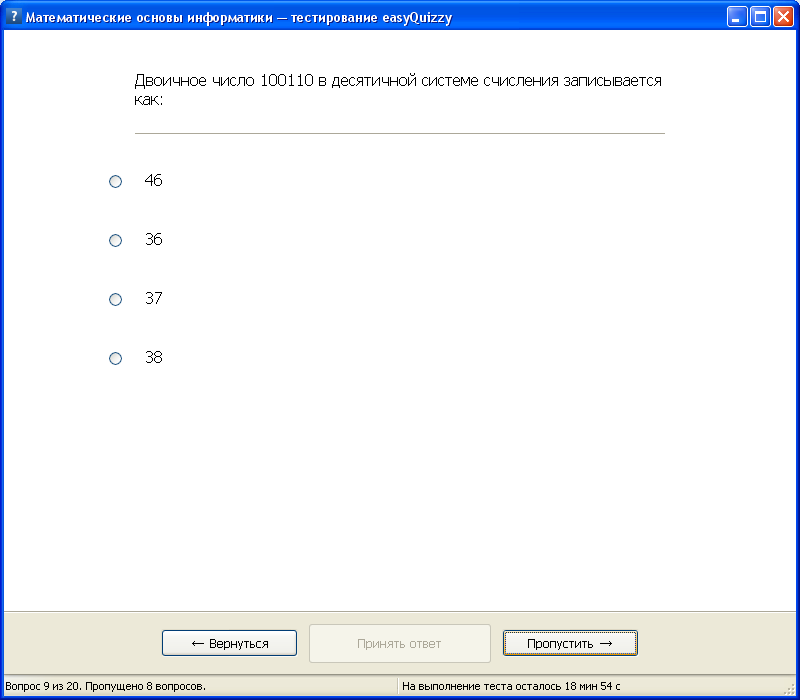 Математические основы информатики — тестирование easyQuizzy
Двоичное число 100110 в десятичной системе счисления записывается
как:
46
36
37
38
← Вернуться
Принять ответ
Пропустить →
Вопрос 9 из 20. Пропущено 8 вопросов.
На выполнение теста осталось 18 мин 54 с